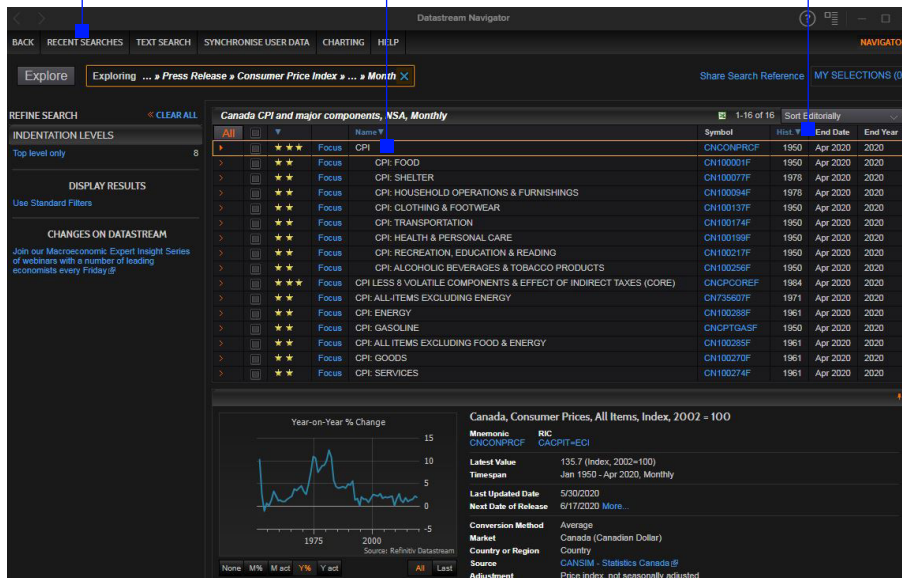 Datastream Navigator
BACK RECENT SEARCHES TEXT SEARCH SYNCHRONISE USER DATA CHARTING HELP NAVIGATO
Explore Exploring ... » Press Release » Consumer Price Index » ... » Month Share Search Reference MY SELECTIONS (0
REFINE SEARCH « CLEAR ALL
INDENTATION LEVELS
Top level only 8
DISPLAY RESULTS
Use Standard Filters
CHANGES ON DATASTREAM
Join our Macroeconomic Expert Insight Series
of webinars with a number of leading
economists every Friday
Canada CPI and major components, NSA, Monthly 1-16 of 16 Sort Editorially
All Name Symbol Hist. End Date End Year
Focus CPI CNCONPRCF 1950 Apr 2020 2020
Focus CPI: FOOD CN100001F 1950 Apr 2020 2020
Focus CPI: SHELTER CN100077F 1978 Apr 2020 2020
Focus CPI: HOUSEHOLD OPERATIONS & FURNISHINGS CN100094F 1978 Apr 2020 2020
Focus CPI: CLOTHING & FOOTWEAR CN100137F 1950 Apr 2020 2020
Focus CPI: TRANSPORTATION CN100174F 1950 Apr 2020 2020
Focus CPI: HEALTH & PERSONAL CARE CN100199F 1950 Apr 2020 2020
Focus CPI: RECREATION, EDUCATION & READING CN100217F 1950 Apr 2020 2020
Focus CPI: ALCOHOLIC BEVERAGES & TOBACCO PRODUCTS CN100256F 1950 Apr 2020 2020
Focus CPI LESS 8 VOLATILE COMPONENTS & EFFECT OF INDIRECT TAXES (CORE) CNCPCOREF 1984 Apr 2020 2020
Focus CPI: ALL-ITEMS EXCLUDING ENERGY CN735607F 1971 Apr 2020 2020
Focus CPI: ENERGY CN100288F 1961 Apr 2020 2020
Focus CPI: GASOLINE CNCPTGASF 1950 Apr 2020 2020
Focus CPI: ALL ITEMS EXCLUDING FOOD & ENERGY CN100285F 1961 Apr 2020 2020
Focus CPI: GOODS CN100270F 1961 Apr 2020 2020
Focus CPI: SERVICES CN100274F 1961 Apr 2020 2020
Year-on-Year % Change
15
10
5
0
-5
1975 2000
Source: Refinitiv Datastream
None M% M act Y% Y act All Last
Canada, Consumer Prices, All Items, Index, 2002 = 100
Mnemonic RIC
CNCONPRCF CACPIT=ECI
Latest Value 135.7 (Index, 2002=100)
Timespan Jan 1950 - Apr 2020, Monthly
Last Updated Date 5/30/2020
Next Date of Release 6/17/2020 More...
Conversion Method Average
Market Canada (Canadian Dollar)
Country or Region Country
Source CANSIM - Statistics Canada
Adjustment Price index, not seasonally adjusted